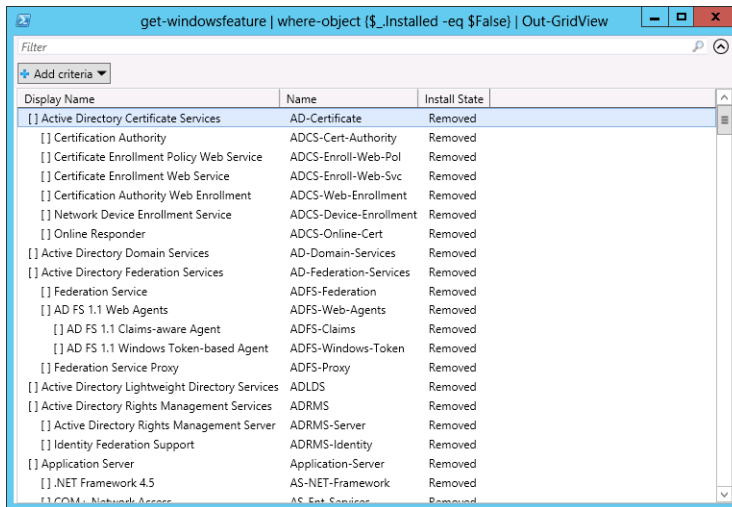 get-windowsfeature | where-object {$_.Installed -eq $False} | Out-GridView
Filter
Add criteria
Display Name Name Install State
[ ] Active Directory Certificate Services AD-Certificate Removed
[ ] Certification Authority ADCS-Cert-Authority Removed
[ ] Certificate Enrollment Policy Web Service ADCS-Enroll-Web-Pol Removed
[ ] Certificate Enrollment Web Service ADCS-Enroll-Web-Svc Removed
[ ] Certification Authority Web Enrollment ADCS-Web-Enrollment Removed
[ ] Network Device Enrollment Service ADCS-Device-Enrollment Removed
[ ] Online Responder ADCS-Online-Cert Removed
[ ] Active Directory Domain Services AD-Domain-Services Removed
[ ] Active Directory Federation Services AD-Federation-Services Removed
[ ] Federation Service ADFS-Federation Removed
[ ] AD FS 1.1 Web Agents ADFS-Web-Agents Removed
[ ] AD FS 1.1 Claims-aware Agent ADFS-Claims Removed
[ ] AD FS 1.1 Windows Token-based Agent ADFS-Windows-Token Removed
[ ] Federation Service Proxy ADFS-Proxy Removed
[ ] Active Directory Lightweight Directory Services ADLDS Removed
[ ] Active Directory Rights Management Services ADRMS Removed
[ ] Active Directory Rights Management Server ADRMS-Server Removed
[ ] Identity Federation Support ADRMS-Identity Removed
[ ] Application Server Application-Server Removed
[ ] .NET Framework 4.5 AS-NET-Framework Removed
[ ] COM+ Network Access AS-Ent-Services Removed